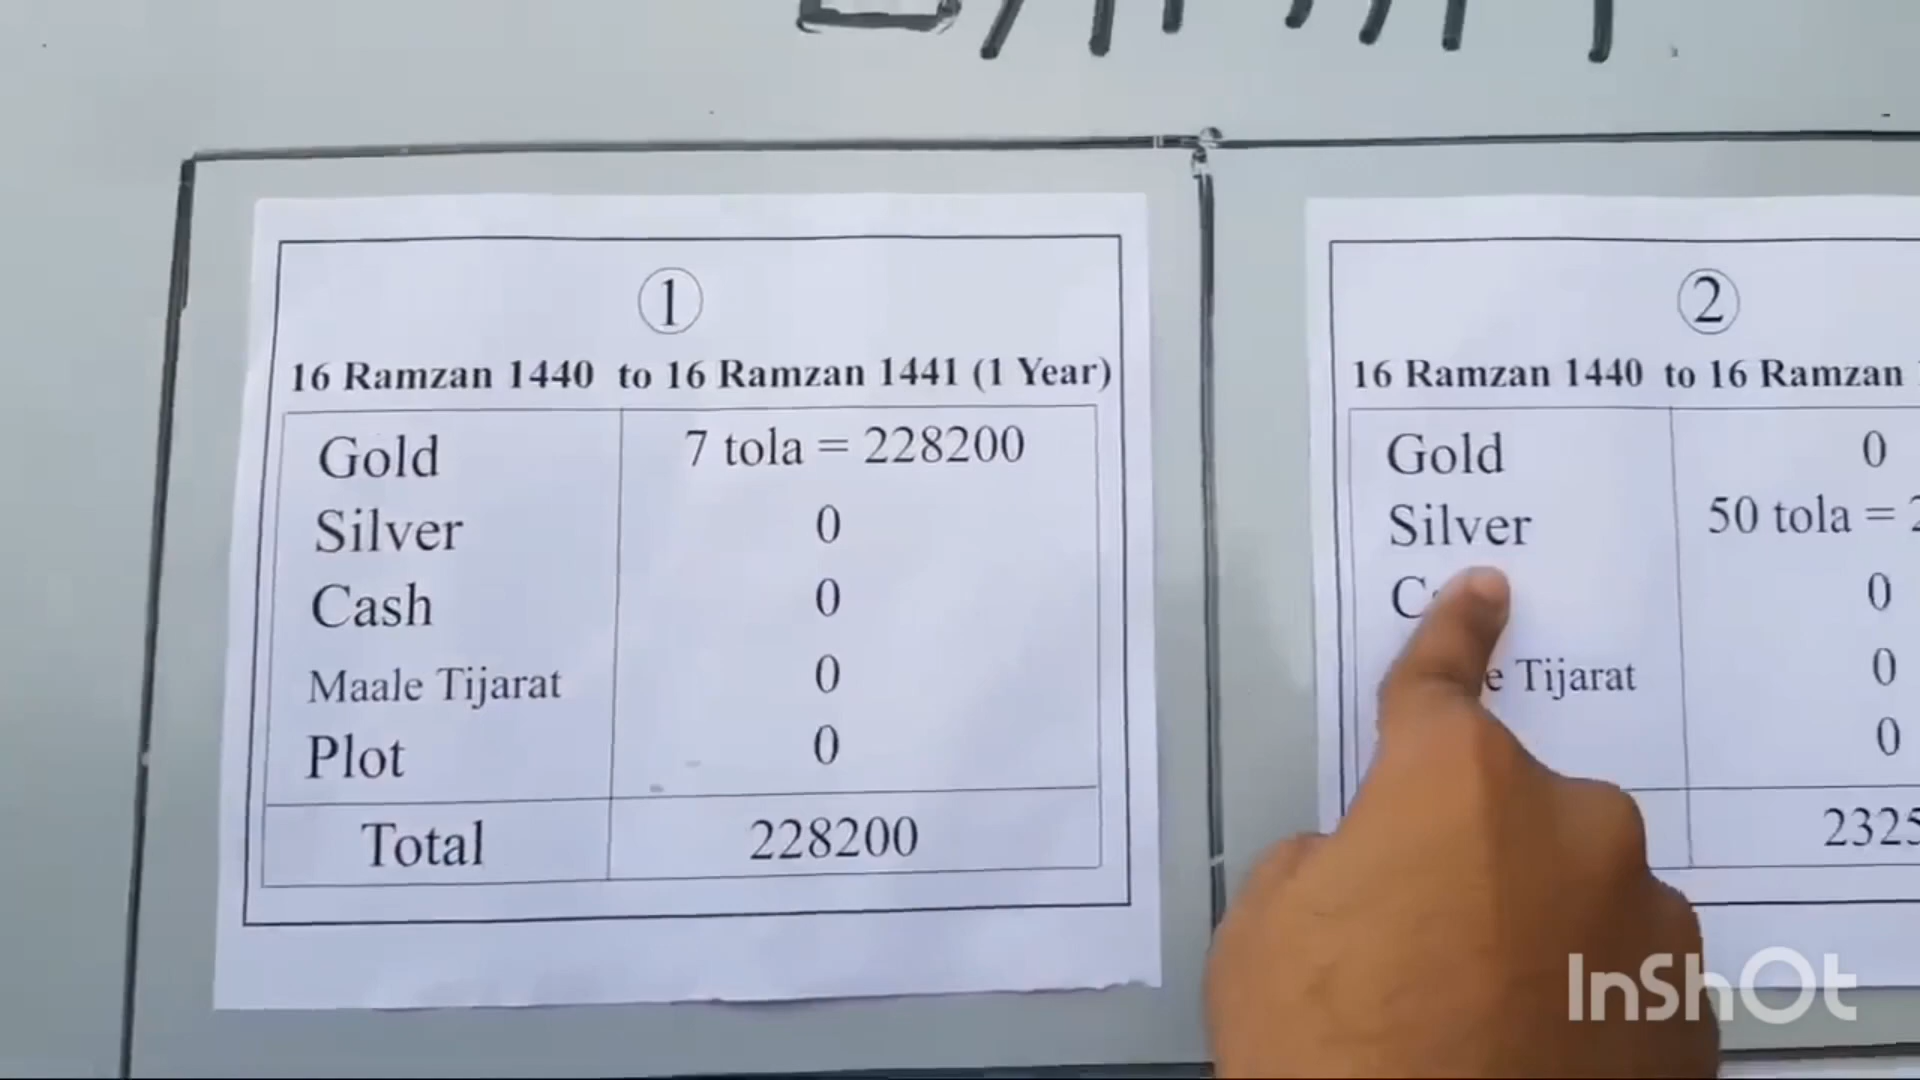 ①
16 Ramzan 1440 to 16 Ramzan 1441 (1 Year)
Gold 7 tola = 228200
Silver 0
Cash 0
Maale Tijarat 0
Plot 0
Total 228200
②
16 Ramzan 1440 to 16 Ramzan
Gold 0
Silver 50 tola =
0
Tijarat 0
0
2325
InShOt